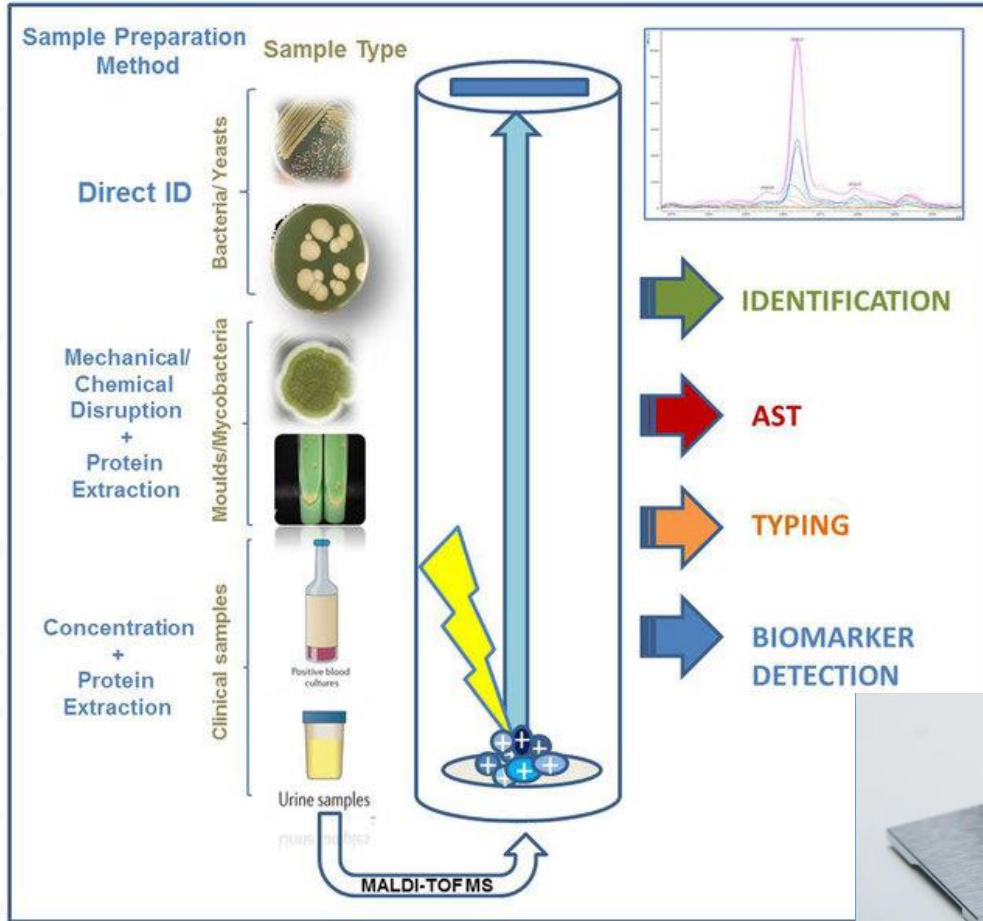 Sample Preparation
Method
Sample Type
Direct ID
Bacteria/ Yeasts
Mechanical/
Chemical
Disruption
+
Protein
Extraction
Moulds/Mycobacteria
Concentration
+
Protein
Extraction
Clinical samples
Positive blood
cultures
Urine samples
MALDI-TOF MS
IDENTIFICATION
AST
TYPING
BIOMARKER
DETECTION